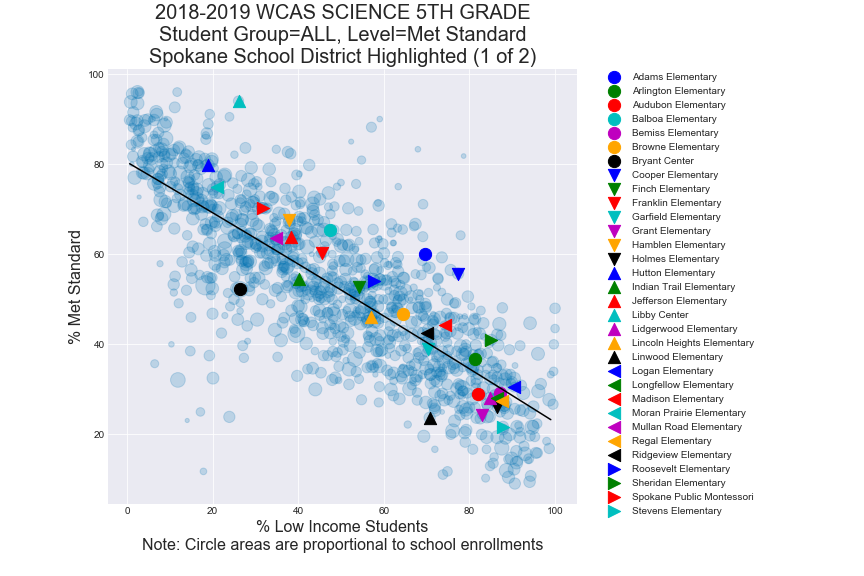 2018-2019 WCAS SCIENCE 5TH GRADE
Student Group=ALL, Level=Met Standard
Spokane School District Highlighted (1 of 2)
% Met Standard
100
80
60
40
20
0
20
40
60
80
100
% Low Income Students
Note: Circle areas are proportional to school enrollments
Adams Elementary
Arlington Elementary
Audubon Elementary
Balboa Elementary
Bemiss Elementary
Browne Elementary
Bryant Center
Cooper Elementary
Finch Elementary
Franklin Elementary
Garfield Elementary
Grant Elementary
Hamblen Elementary
Holmes Elementary
Hutton Elementary
Indian Trail Elementary
Jefferson Elementary
Libby Center
Lidgerwood Elementary
Lincoln Heights Elementary
Linwood Elementary
Logan Elementary
Longfellow Elementary
Madison Elementary
Moran Prairie Elementary
Mullan Road Elementary
Regal Elementary
Ridgeview Elementary
Roosevelt Elementary
Sheridan Elementary
Spokane Public Montessori
Stevens Elementary